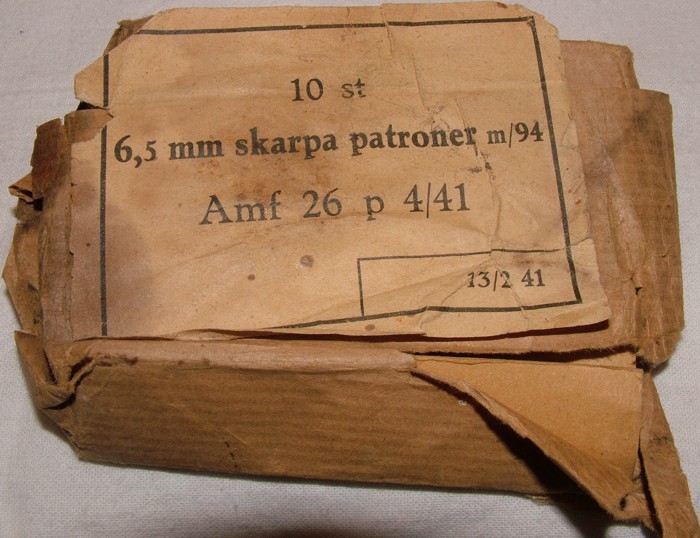 10 st
6,5 mm skarpa patroner m/94
Amf 26 p 4/41
13/2 41